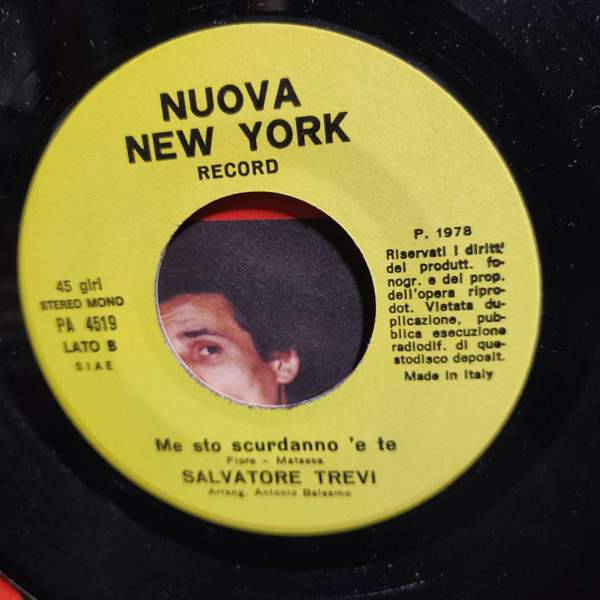 NUOVA
NEW YORK
RECORD
45 giri
STEREO MONO
PA 4519
LATO B
SIAE
P. 1978
Riservati i diritti
dei produtt. fo-
nogr. e dei prop.
dell'opera ripro-
dot. Vietata du-
plicazione, pub-
blica esecuzione
radiodif. di que-
stodisco deposit.
Made in Italy
Me sto scurdanno 'e te
Fiore - Malassa
SALVATORE TREVI
Arrang. Antonio Balsamo